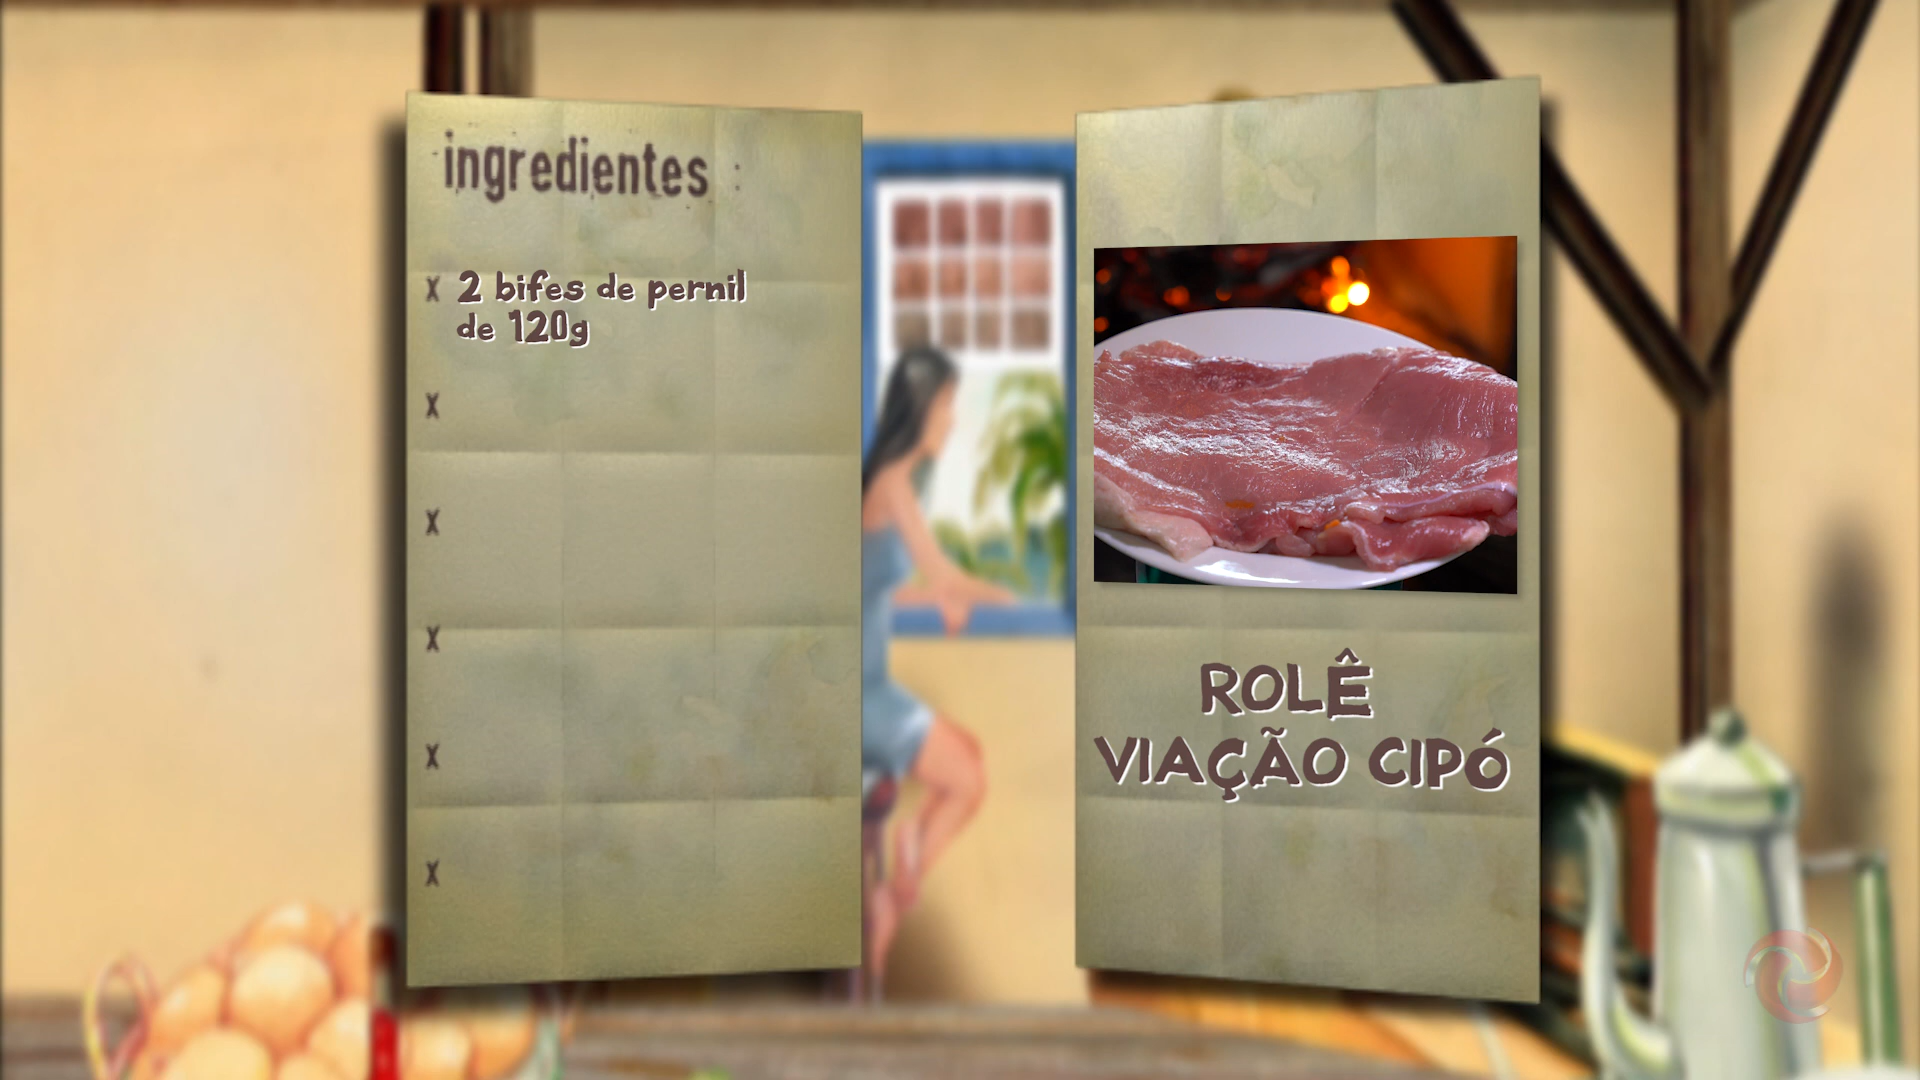 ingredientes :
x 2 bifes de pernil
de 120g
x
x
x
x
x
ROLÊ
VIAÇÃO CIPÓ